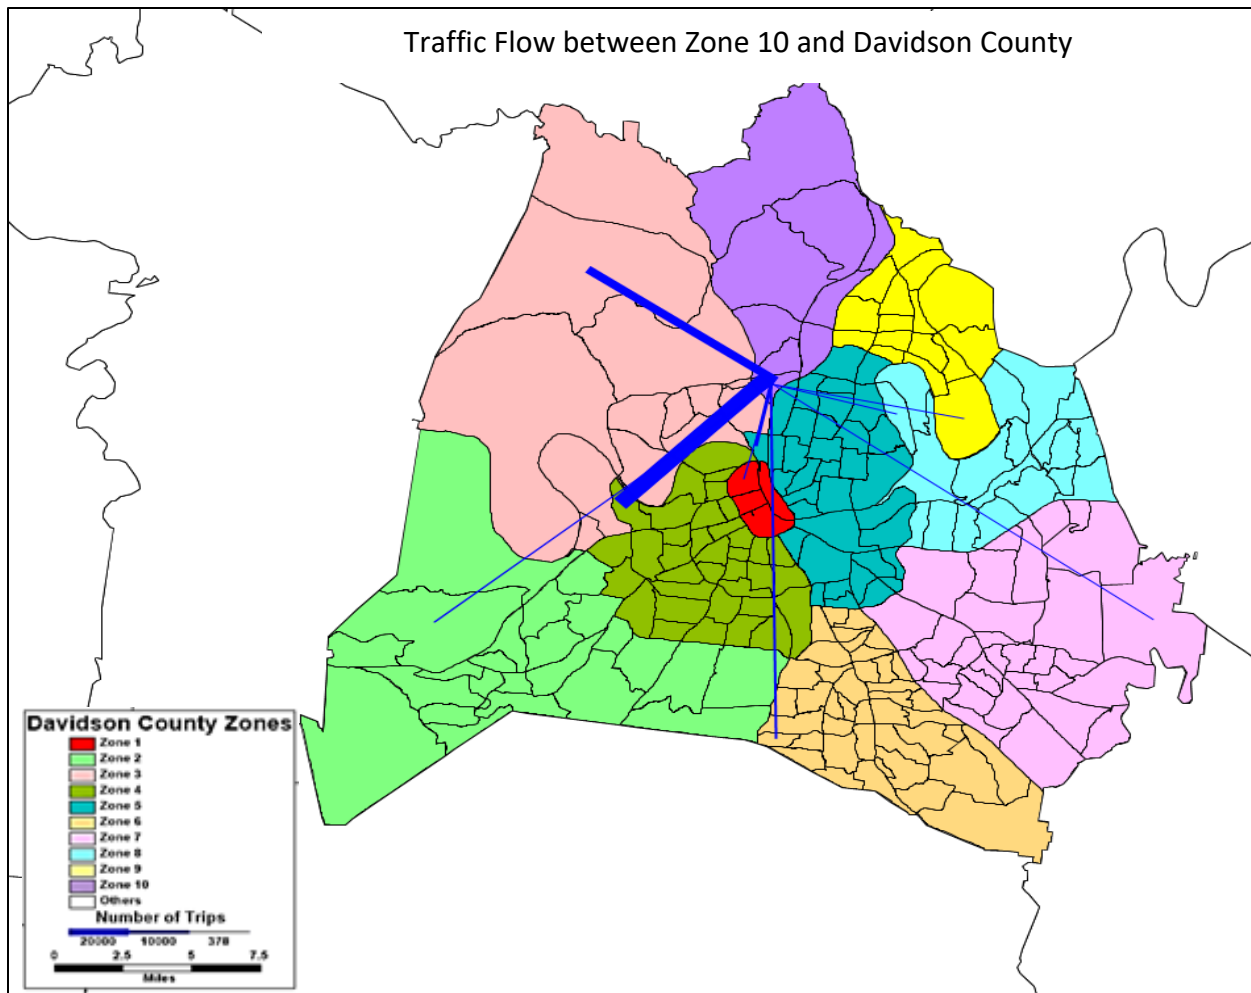 Traffic Flow between Zone 10 and Davidson County
Davidson County Zones
Zone 1
Zone 2
Zone 3
Zone 4
Zone 5
Zone 6
Zone 7
Zone 8
Zone 9
Zone 10
Others
Number of Trips
20000 10000 378
0 2.5 5 7.5
Miles